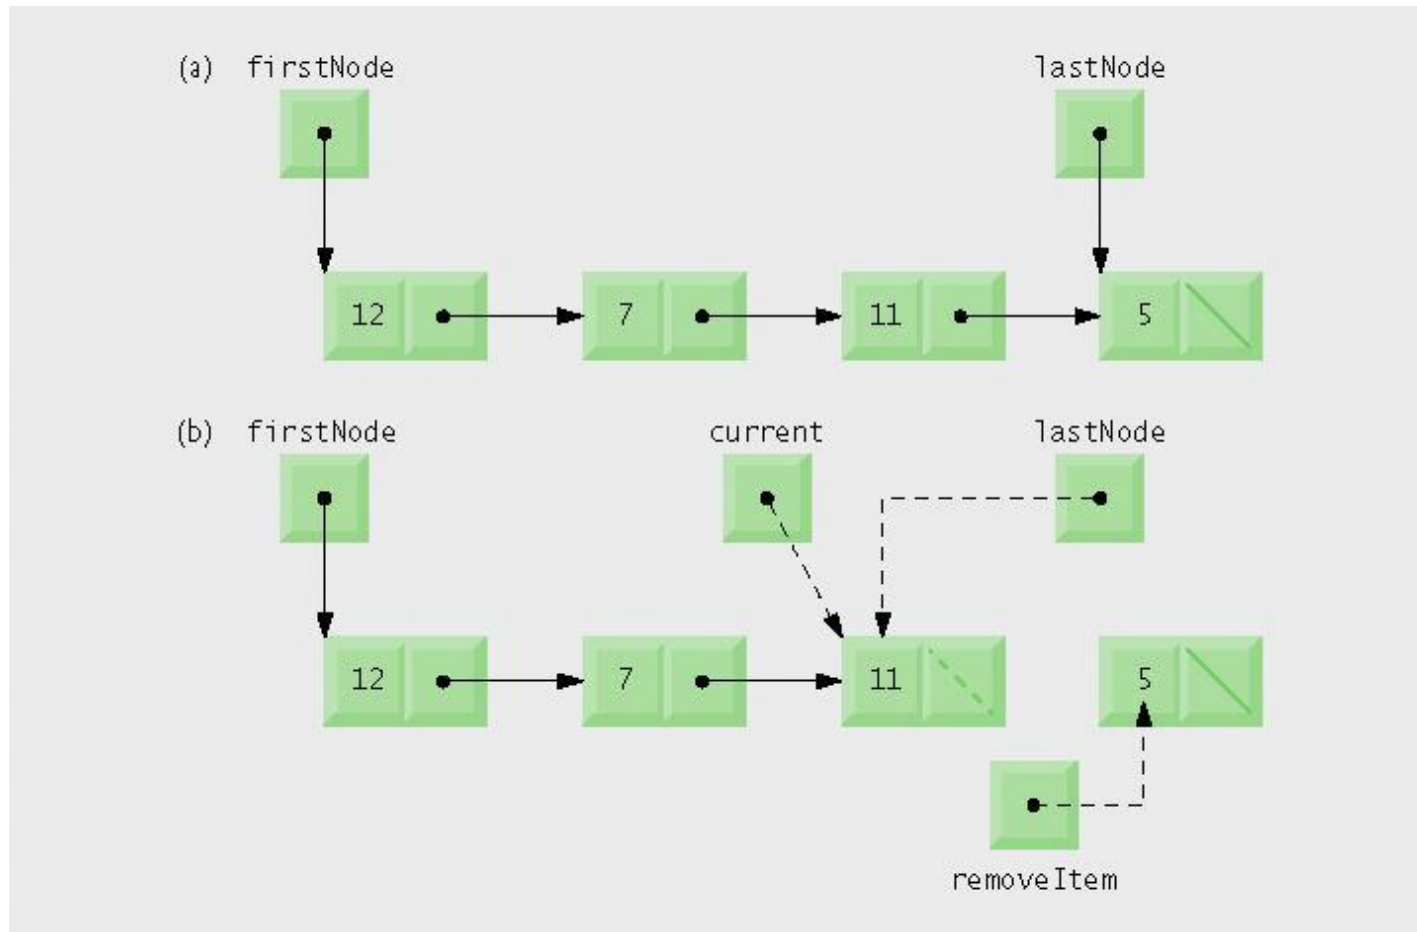 (a) firstNode lastNode
12 7 11 5
(b) firstNode current lastNode
12 7 11 5
removeItem